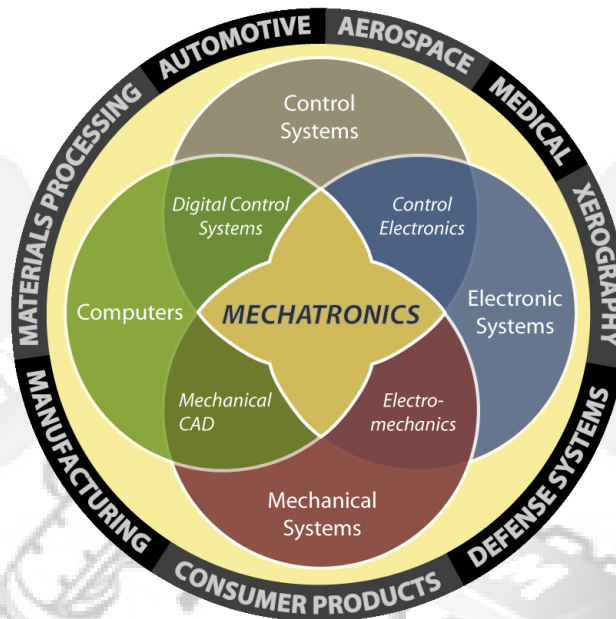 AUTOMOTIVE
AEROSPACE
MEDICAL
XEROGRAPHY
DEFENSE SYSTEMS
CONSUMER PRODUCTS
MANUFACTURING
MATERIALS PROCESSING
Control
Systems
Digital Control
Systems
Control
Electronics
Computers
MECHATRONICS
Electronic
Systems
Mechanical
CAD
Electro-
mechanics
Mechanical
Systems